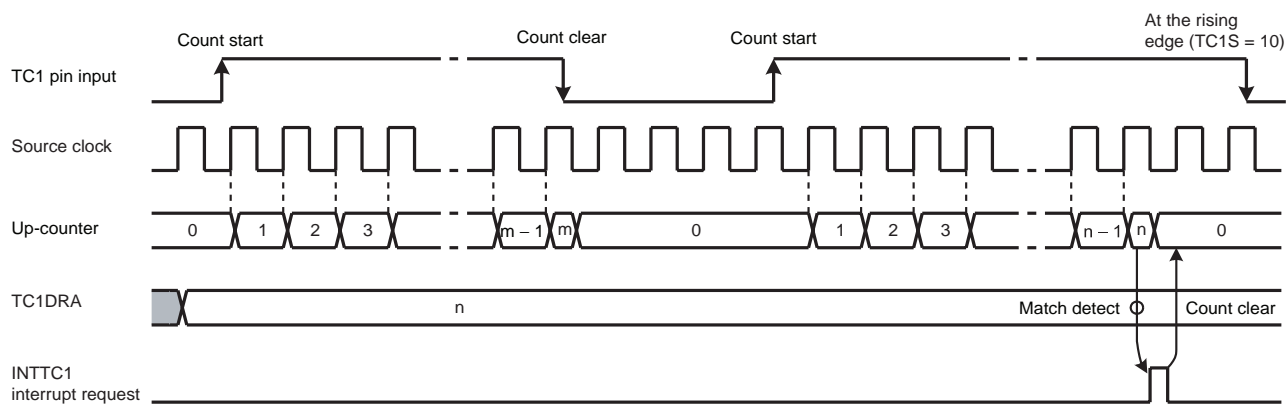 At the rising
edge (TC1S = 10)
Count start
Count clear
Count start
TC1 pin input
Source clock
Up-counter
0 1 2 3 m – 1 m 0 1 2 3 n – 1 n 0
TC1DRA
n
Match detect
Count clear
INTTC1
interrupt request